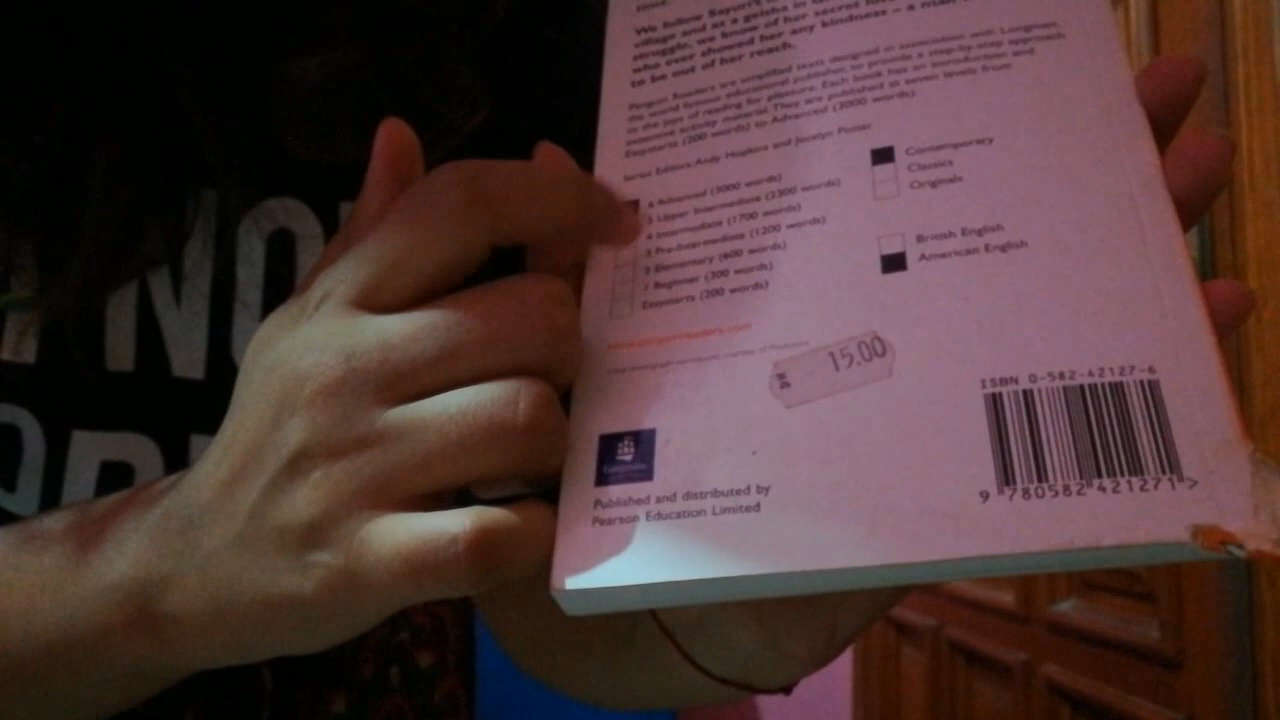 We follow Sayuri's
village and as a geisha in
struggle, we know of her secret
who ever showed her any kindness – a man
to be out of her reach.
Penguin Readers are simplified texts designed in association with Longman,
the world famous educational publisher, to provide a step-by-step approach
to the joys of reading for pleasure. Each book has an introduction and
extensive activity material. They are published at seven levels from
Easystarts (200 words) to Advanced (3000 words).
Series Editors: Andy Hopkins and Jocelyn Potter
6 Advanced (3000 words)
5 Upper Intermediate (2300 words)
4 Intermediate (1700 words)
3 Pre-Intermediate (1200 words)
2 Elementary (600 words)
1 Beginner (300 words)
Easystarts (200 words)
Contemporary
Classics
Originals
British English
American English
www.penguinreaders.com
15.00
ISBN 0-582-42127-6
9 780582 421271 >
Longman
Published and distributed by
Pearson Education Limited
NO